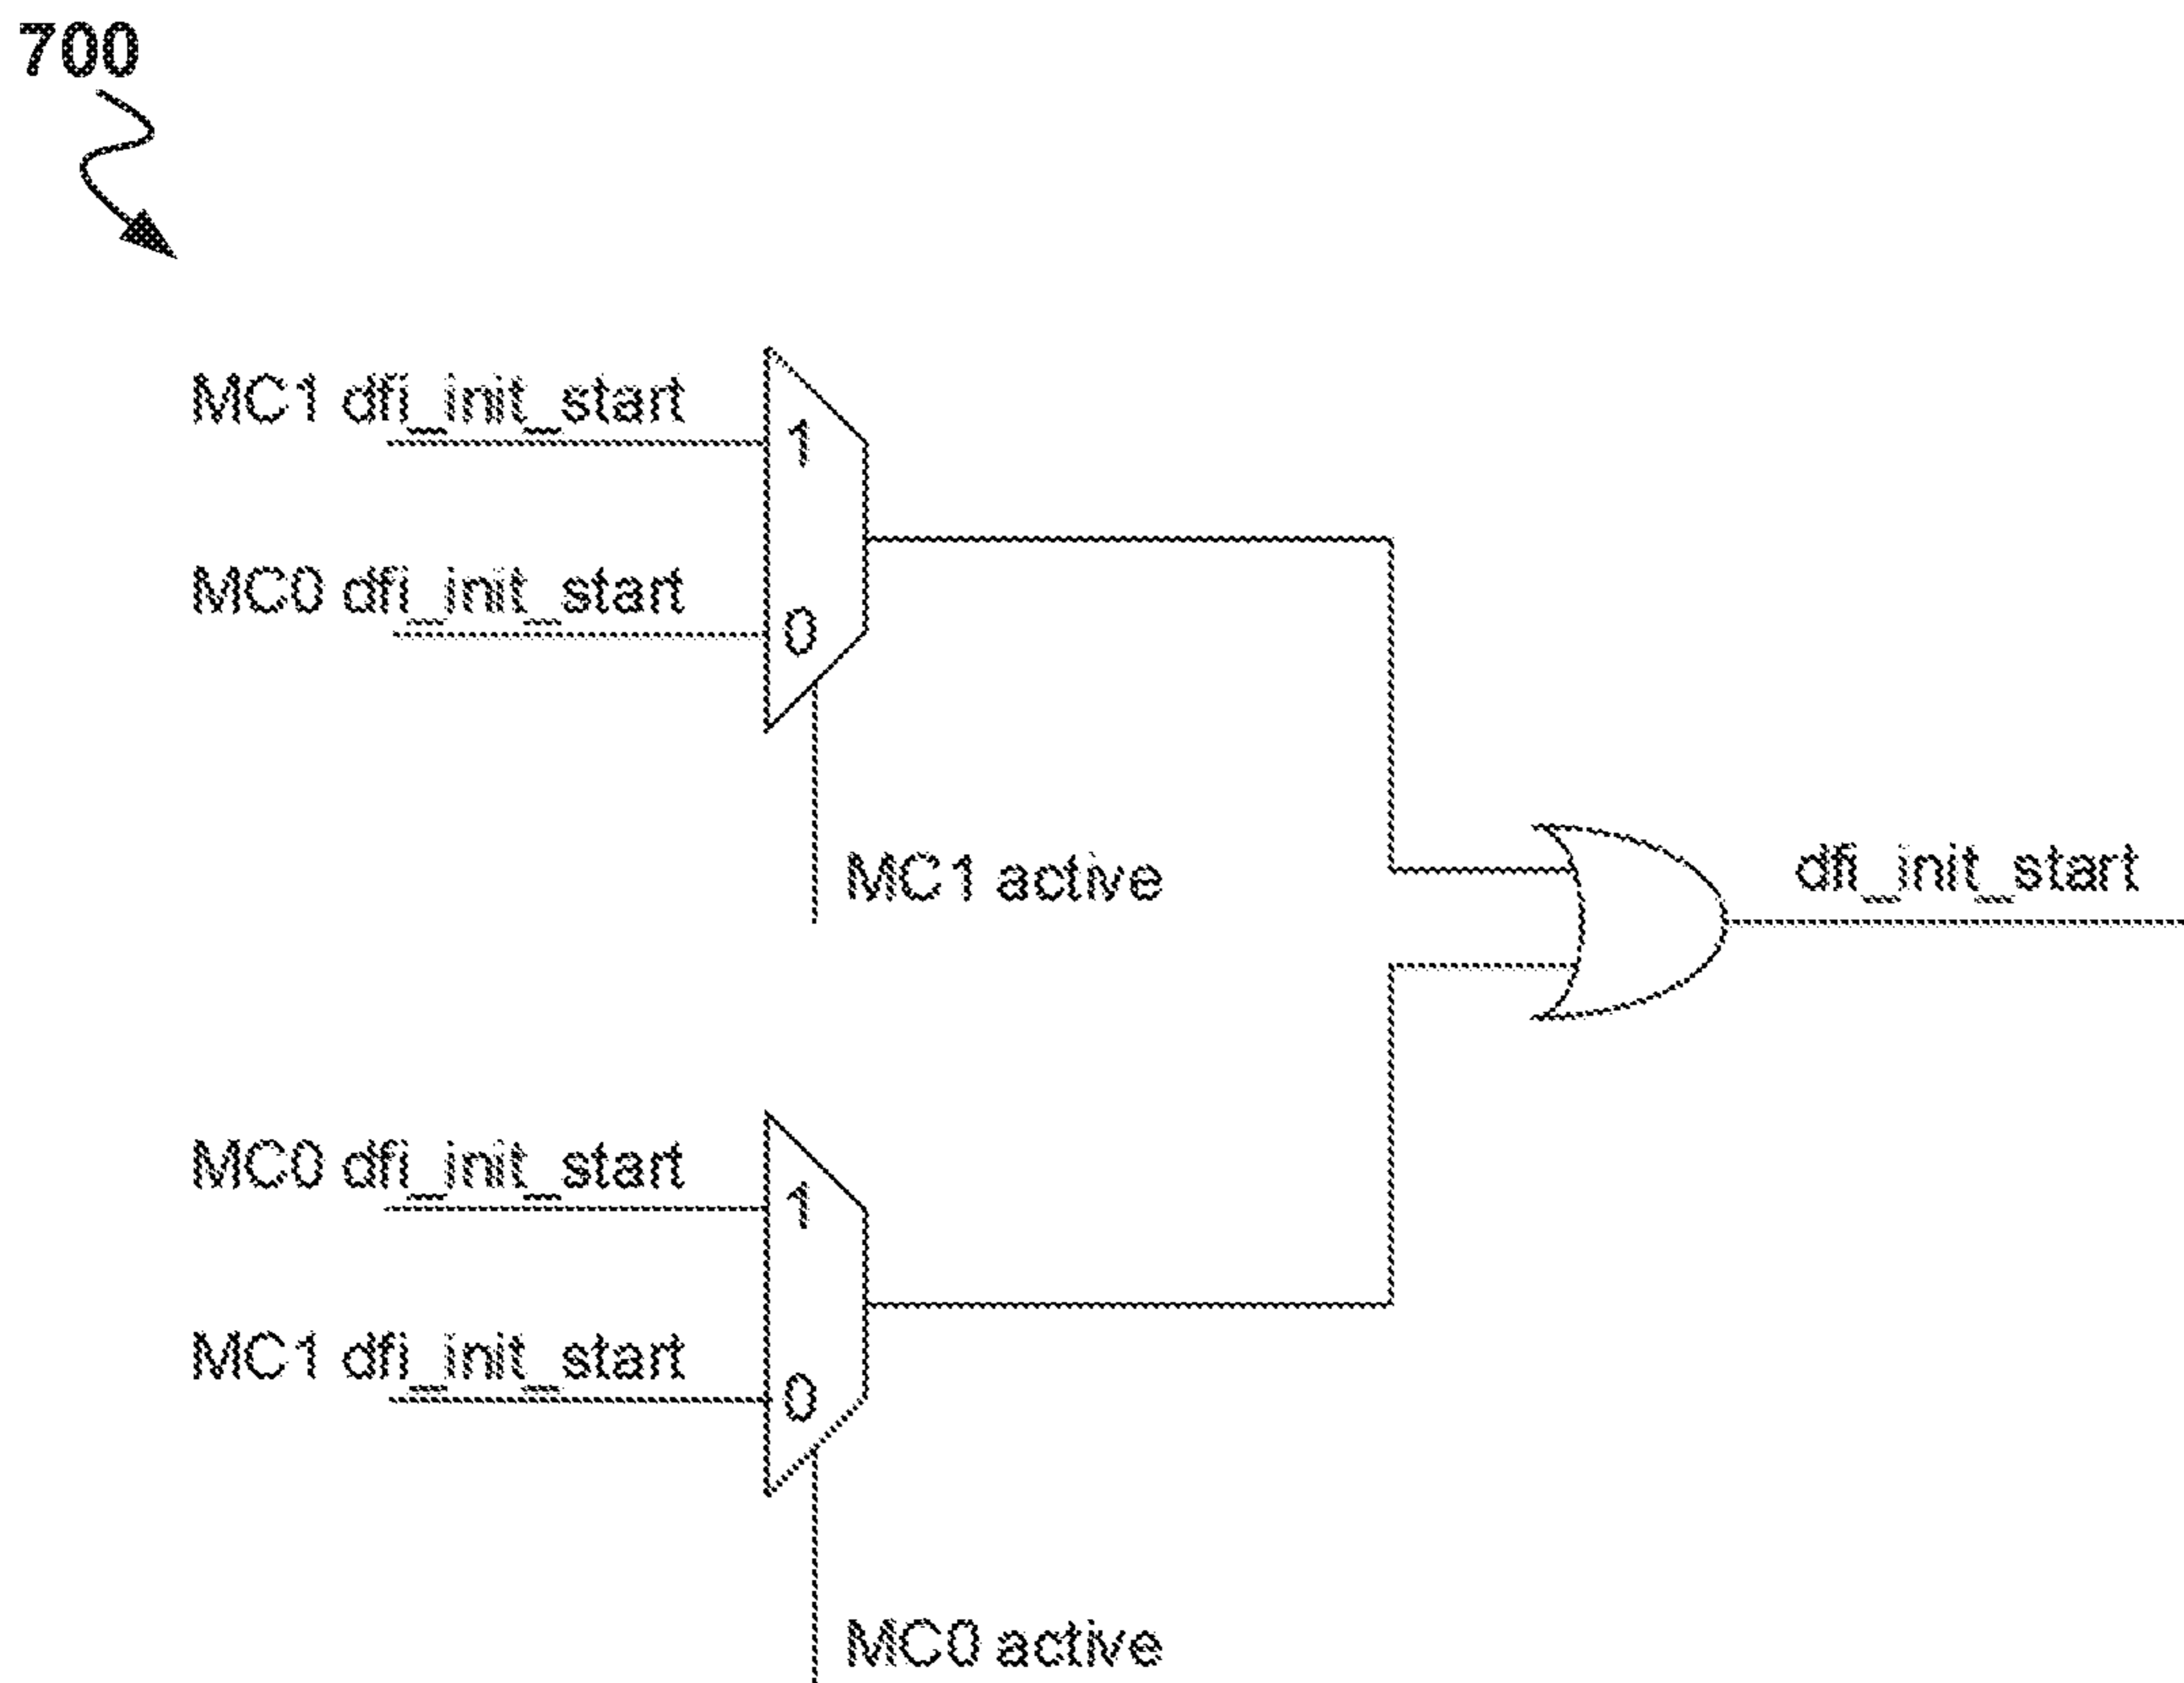 700
MC1 dfi_init_start
1
MC0 dfi_init_start
0
MC1 active
dfi_init_start
MC0 dfi_init_start
1
MC1 dfi_init_start
0
MC0 active